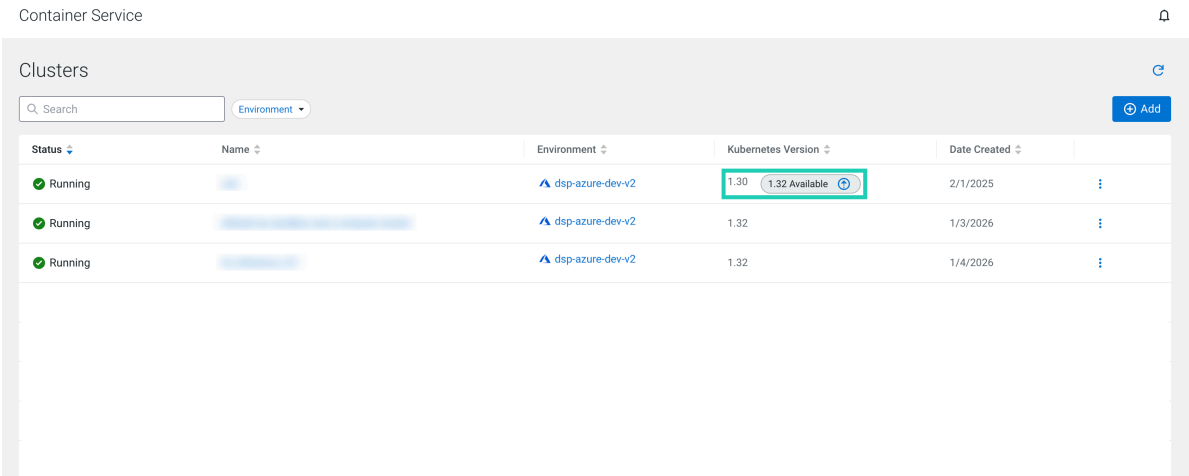 Container Service
Clusters
Search
Environment
Add
Status Name Environment Kubernetes Version Date Created
Running dsp-azure-dev-v2 1.30 1.32 Available 2/1/2025
Running dsp-azure-dev-v2 1.32 1/3/2026
Running dsp-azure-dev-v2 1.32 1/4/2026